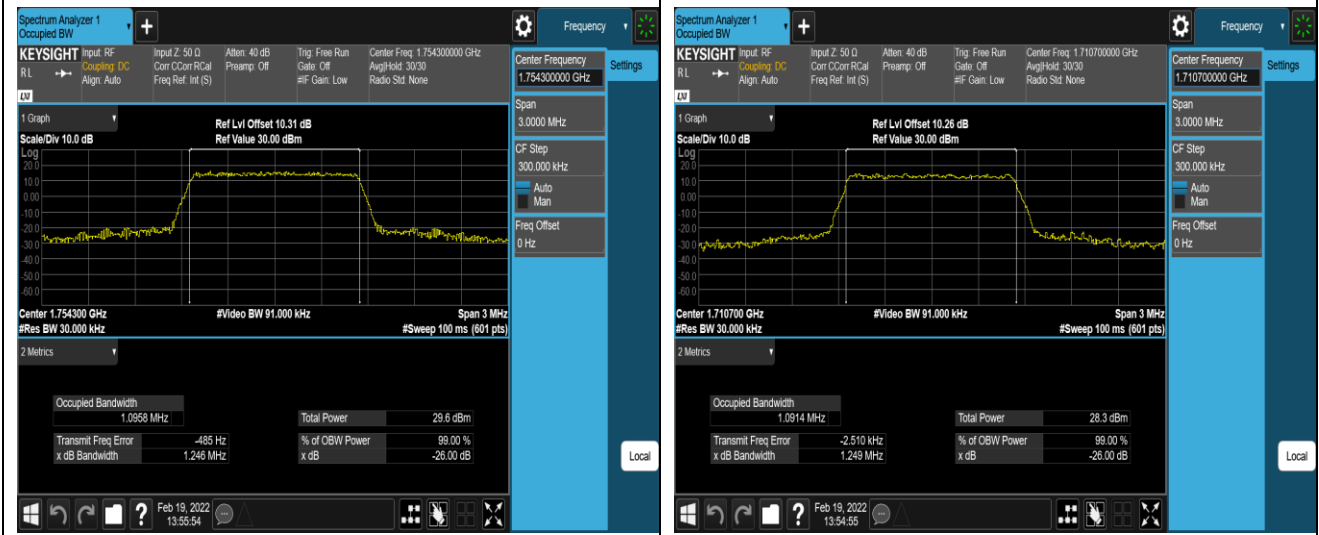 Spectrum Analyzer 1
Occupied BW
Frequency
KEYSIGHT Input: RF Input Z: 50 Ω Atten: 40 dB Trig: Free Run Center Freq: 1.754300000 GHz
RL Coupling: DC Corr CCorr RCal Preamp: Off Gate: Off Avg|Hold: 30/30
Align: Auto Freq Ref: Int (S) #IF Gain: Low Radio Std: None
LXI
Center Frequency
1.754300000 GHz
Settings
Span
3.0000 MHz
CF Step
300.000 kHz
Auto
Man
Freq Offset
0 Hz
1 Graph
Ref Lvl Offset 10.31 dB
Scale/Div 10.0 dB Ref Value 30.00 dBm
Log
20.0
10.0
0.00
-10.0
-20.0
-30.0
-40.0
-50.0
-60.0
Center 1.754300 GHz #Video BW 91.000 kHz Span 3 MHz
#Res BW 30.000 kHz #Sweep 100 ms (601 pts)
2 Metrics
Occupied Bandwidth
1.0958 MHz Total Power 29.6 dBm
Transmit Freq Error -485 Hz % of OBW Power 99.00 %
x dB Bandwidth 1.246 MHz x dB -26.00 dB
Local
?
Feb 19, 2022
13:55:54
Spectrum Analyzer 1
Occupied BW
Frequency
KEYSIGHT Input: RF Input Z: 50 Ω Atten: 40 dB Trig: Free Run Center Freq: 1.710700000 GHz
RL Coupling: DC Corr CCorr RCal Preamp: Off Gate: Off Avg|Hold: 30/30
Align: Auto Freq Ref: Int (S) #IF Gain: Low Radio Std: None
LXI
Center Frequency
1.710700000 GHz
Settings
Span
3.0000 MHz
CF Step
300.000 kHz
Auto
Man
Freq Offset
0 Hz
1 Graph
Ref Lvl Offset 10.26 dB
Scale/Div 10.0 dB Ref Value 30.00 dBm
Log
20.0
10.0
0.00
-10.0
-20.0
-30.0
-40.0
-50.0
-60.0
Center 1.710700 GHz #Video BW 91.000 kHz Span 3 MHz
#Res BW 30.000 kHz #Sweep 100 ms (601 pts)
2 Metrics
Occupied Bandwidth
1.0914 MHz Total Power 28.3 dBm
Transmit Freq Error -2.510 kHz % of OBW Power 99.00 %
x dB Bandwidth 1.249 MHz x dB -26.00 dB
Local
?
Feb 19, 2022
13:54:55